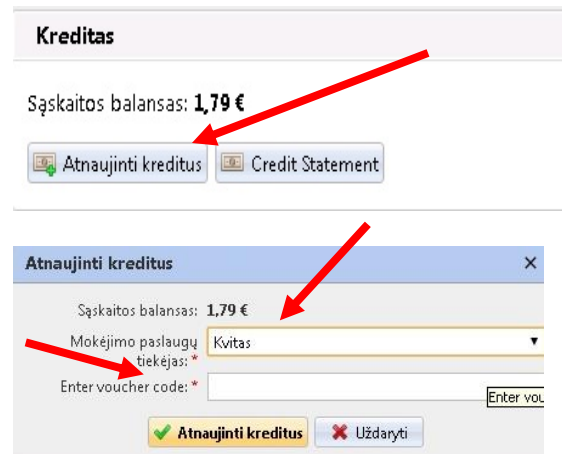 Kreditas
Sąskaitos balansas: 1,79 €
Atnaujinti kreditus Credit Statement
Atnaujinti kreditus
Sąskaitos balansas: 1,79 €
Mokėjimo paslaugų Kvitas
tiekėjas: *
Enter voucher code: *
Enter
Atnaujinti kreditus Uždaryti